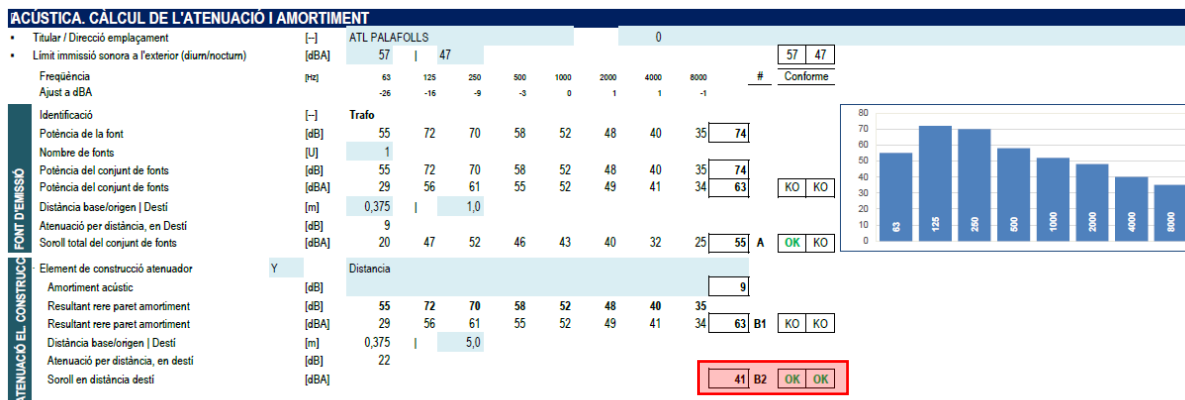 ACÚSTICA. CÀLCUL DE L'ATENUACIÓ I AMORTIMENT
• Titular / Direcció emplaçament [--] ATL PALAFOLLS 0
• Límit immissió sonora a l'exterior (diurn/nocturn) [dBA] 57 | 47 57 47
Freqüència [Hz] 63 125 250 500 1000 2000 4000 8000 # Conforme
Ajust a dBA -26 -16 -9 -3 0 1 1 -1
FONT D'EMISSIÓ
Identificació [--] Trafo
Potència de la font [dB] 55 72 70 58 52 48 40 35 74
Nombre de fonts [U] 1
Potència del conjunt de fonts [dB] 55 72 70 58 52 48 40 35 74
Potència del conjunt de fonts [dBA] 29 56 61 55 52 49 41 34 63 KO KO
Distància base/origen | Destí [m] 0,375 | 1,0
Atenuació per distància, en Destí [dB] 9
Soroll total del conjunt de fonts [dBA] 20 47 52 46 43 40 32 25 55 A OK KO
80
70
60
50
40
30
20
10
0
63 125 250 500 1000 2000 4000 8000
ATENUACIÓ EL. CONSTRUCC
Element de construcció atenuador Y Distancia
Amortiment acústic [dB] 9
Resultant rere paret amortiment [dB] 55 72 70 58 52 48 40 35
Resultant rere paret amortiment [dBA] 29 56 61 55 52 49 41 34 63 B1 KO KO
Distància base/origen | Destí [m] 0,375 | 5,0
Atenuació per distància, en destí [dB] 22
Soroll en distància destí [dBA] 41 B2 OK OK